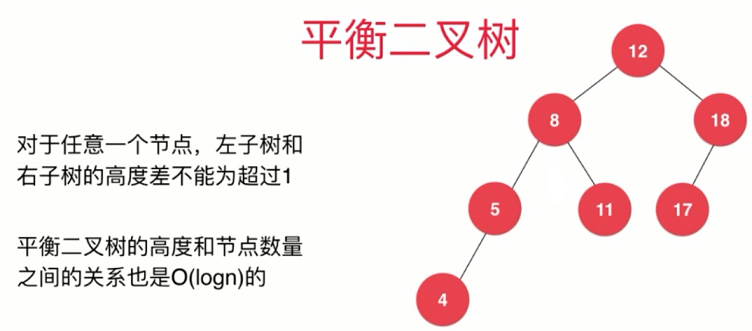 平衡二叉树
对于任意一个节点，左子树和
右子树的高度差不能为超过1
平衡二叉树的高度和节点数量
之间的关系也是O(logn)的
12
8
18
5
11
17
4